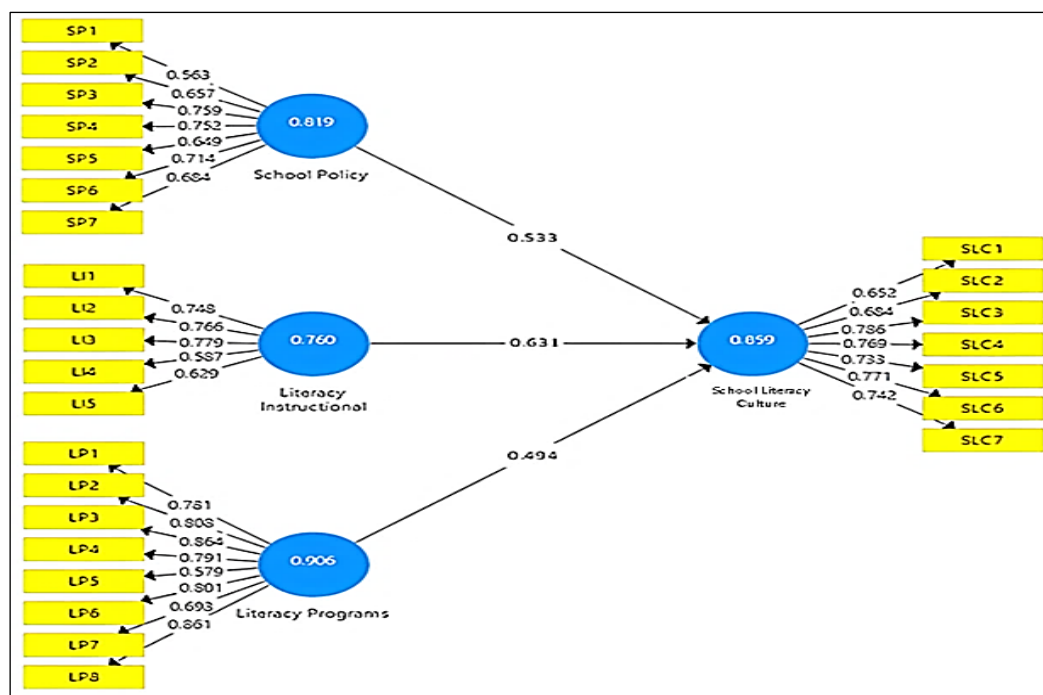 SP1
SP2
SP3
SP4
SP5
SP6
SP7
0.563
0.657
0.759
0.752
0.649
0.714
0.684
0.819
School Policy
0.533
LI1
LI2
LI3
LI4
LI5
0.748
0.766
0.779
0.587
0.629
0.760
Literacy
Instructional
0.631
LP1
LP2
LP3
LP4
LP5
LP6
LP7
LP8
0.781
0.808
0.864
0.791
0.579
0.801
0.693
0.861
0.906
Literacy Programs
0.494
0.859
School Literacy
Culture
0.652
0.684
0.786
0.769
0.733
0.771
0.742
SLC1
SLC2
SLC3
SLC4
SLC5
SLC6
SLC7